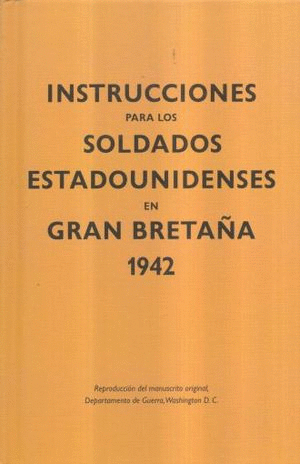 INSTRUCCIONES
PARA LOS
SOLDADOS
ESTADOUNIDENSES
EN
GRAN BRETAÑA
1942
Reproducción del manuscrito original,
Departamento de Guerra, Washington D. C.